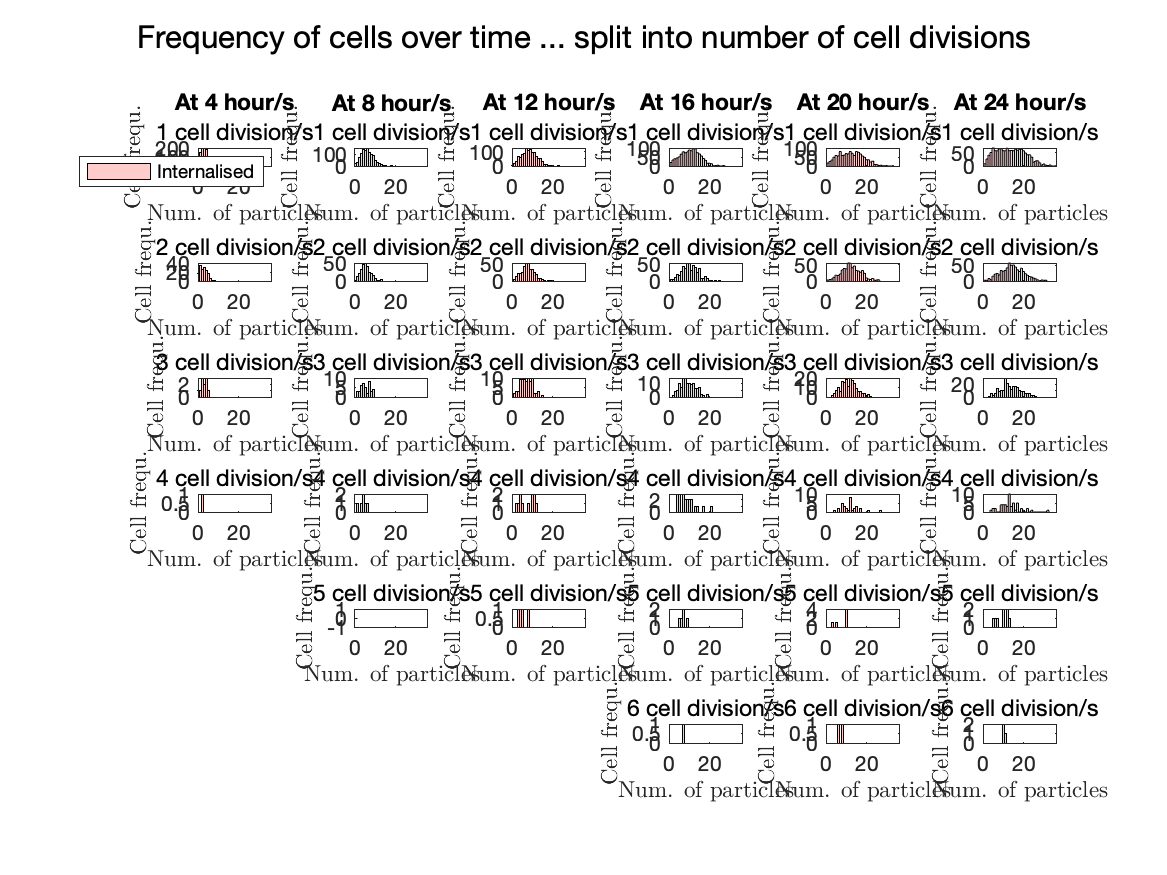 Frequency of cells over time ... split into number of cell divisions
At 4 hour/s At 8 hour/s At 12 hour/s At 16 hour/s At 20 hour/s At 24 hour/s
1 cell division/s 1 cell division/s 1 cell division/s 1 cell division/s 1 cell division/s 1 cell division/s
Cell frequ. Cell frequ. Cell frequ. Cell frequ. Cell frequ. Cell frequ.
200 100 0 100 0 100 50 0 100 50 0 50 0
Internalised
0 20 0 20 0 20 0 20 0 20 0 20
Num. of particles Num. of particles Num. of particles Num. of particles Num. of particles Num. of particles
2 cell division/s 2 cell division/s 2 cell division/s 2 cell division/s 2 cell division/s 2 cell division/s
Cell frequ. Cell frequ. Cell frequ. Cell frequ. Cell frequ. Cell frequ.
40 20 0 50 0 50 0 50 0 50 0 50 0
0 20 0 20 0 20 0 20 0 20 0 20
Num. of particles Num. of particles Num. of particles Num. of particles Num. of particles Num. of particles
3 cell division/s 3 cell division/s 3 cell division/s 3 cell division/s 3 cell division/s 3 cell division/s
Cell frequ. Cell frequ. Cell frequ. Cell frequ. Cell frequ. Cell frequ.
2 0 10 5 0 10 5 0 10 0 20 10 0 20 0
0 20 0 20 0 20 0 20 0 20 0 20
Num. of particles Num. of particles Num. of particles Num. of particles Num. of particles Num. of particles
4 cell division/s 4 cell division/s 4 cell division/s 4 cell division/s 4 cell division/s 4 cell division/s
Cell frequ. Cell frequ. Cell frequ. Cell frequ. Cell frequ. Cell frequ.
1 0.5 0 2 1 0 2 1 0 2 0 10 5 0 10 5 0
0 20 0 20 0 20 0 20 0 20 0 20
Num. of particles Num. of particles Num. of particles Num. of particles Num. of particles Num. of particles
5 cell division/s 5 cell division/s 5 cell division/s 5 cell division/s 5 cell division/s
Cell frequ. Cell frequ. Cell frequ. Cell frequ. Cell frequ.
1 0 -1 1 0.5 0 2 1 0 4 2 0 2 1 0
0 20 0 20 0 20 0 20 0 20
Num. of particles Num. of particles Num. of particles Num. of particles Num. of particles
6 cell division/s 6 cell division/s 6 cell division/s
Cell frequ. Cell frequ. Cell frequ.
1 0.5 0 1 0.5 0 2 1 0
0 20 0 20 0 20
Num. of particles Num. of particles Num. of particles